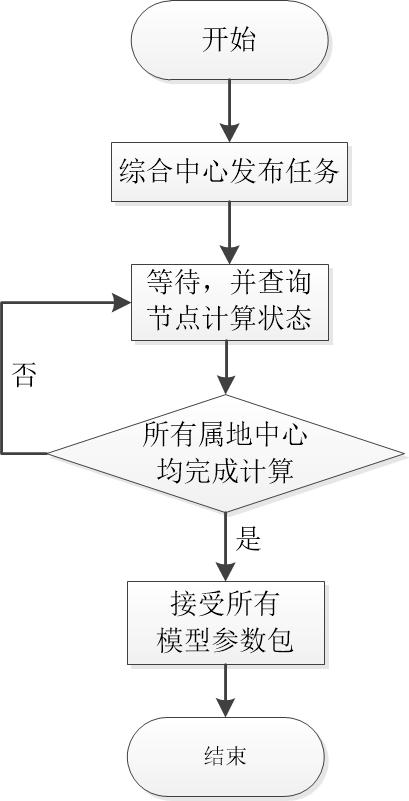 开始
综合中心发布任务
等待，并查询
节点计算状态
否
所有属地中心
均完成计算
是
接受所有
模型参数包
结束